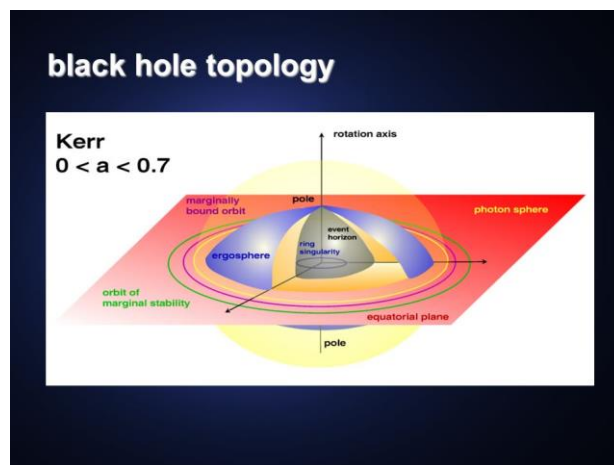 black hole topology
Kerr
0 < a < 0.7
rotation axis
marginally
bound orbit
pole
photon sphere
event
horizon
ring
singularity
ergosphere
orbit of
marginal stability
equatorial plane
pole